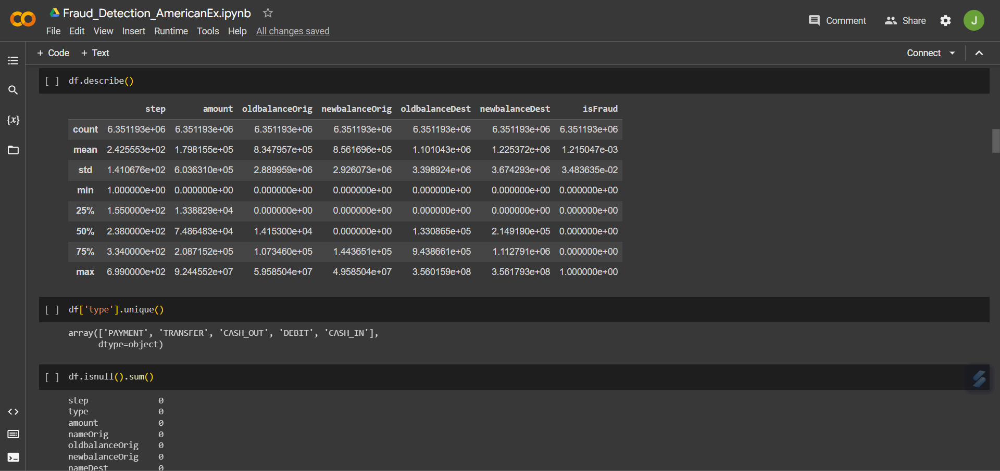 Fraud_Detection_AmericanEx.ipynb
Comment Share J
File Edit View Insert Runtime Tools Help All changes saved
+ Code + Text Connect
[ ] df.describe()
step amount oldbalanceOrig newbalanceOrig oldbalanceDest newbalanceDest isFraud
count 6.351193e+06 6.351193e+06 6.351193e+06 6.351193e+06 6.351193e+06 6.351193e+06 6.351193e+06
mean 2.425553e+02 1.798155e+05 8.347957e+05 8.561696e+05 1.101043e+06 1.225372e+06 1.215047e-03
std 1.410676e+02 6.036310e+05 2.889959e+06 2.926073e+06 3.398924e+06 3.674293e+06 3.483635e-02
min 1.000000e+00 0.000000e+00 0.000000e+00 0.000000e+00 0.000000e+00 0.000000e+00 0.000000e+00
25% 1.550000e+02 1.338829e+04 0.000000e+00 0.000000e+00 0.000000e+00 0.000000e+00 0.000000e+00
50% 2.380000e+02 7.486483e+04 1.415300e+04 0.000000e+00 1.330865e+05 2.149190e+05 0.000000e+00
75% 3.340000e+02 2.087152e+05 1.073460e+05 1.443651e+05 9.438661e+05 1.112791e+06 0.000000e+00
max 6.990000e+02 9.244552e+07 5.958504e+07 4.958504e+07 3.560159e+08 3.561793e+08 1.000000e+00
{x}
[ ] df['type'].unique()
array(['PAYMENT', 'TRANSFER', 'CASH_OUT', 'DEBIT', 'CASH_IN'],
dtype=object)
[ ] df.isnull().sum()
step 0
type 0
amount 0
nameOrig 0
oldbalanceOrig 0
newbalanceOrig 0
nameDest 0